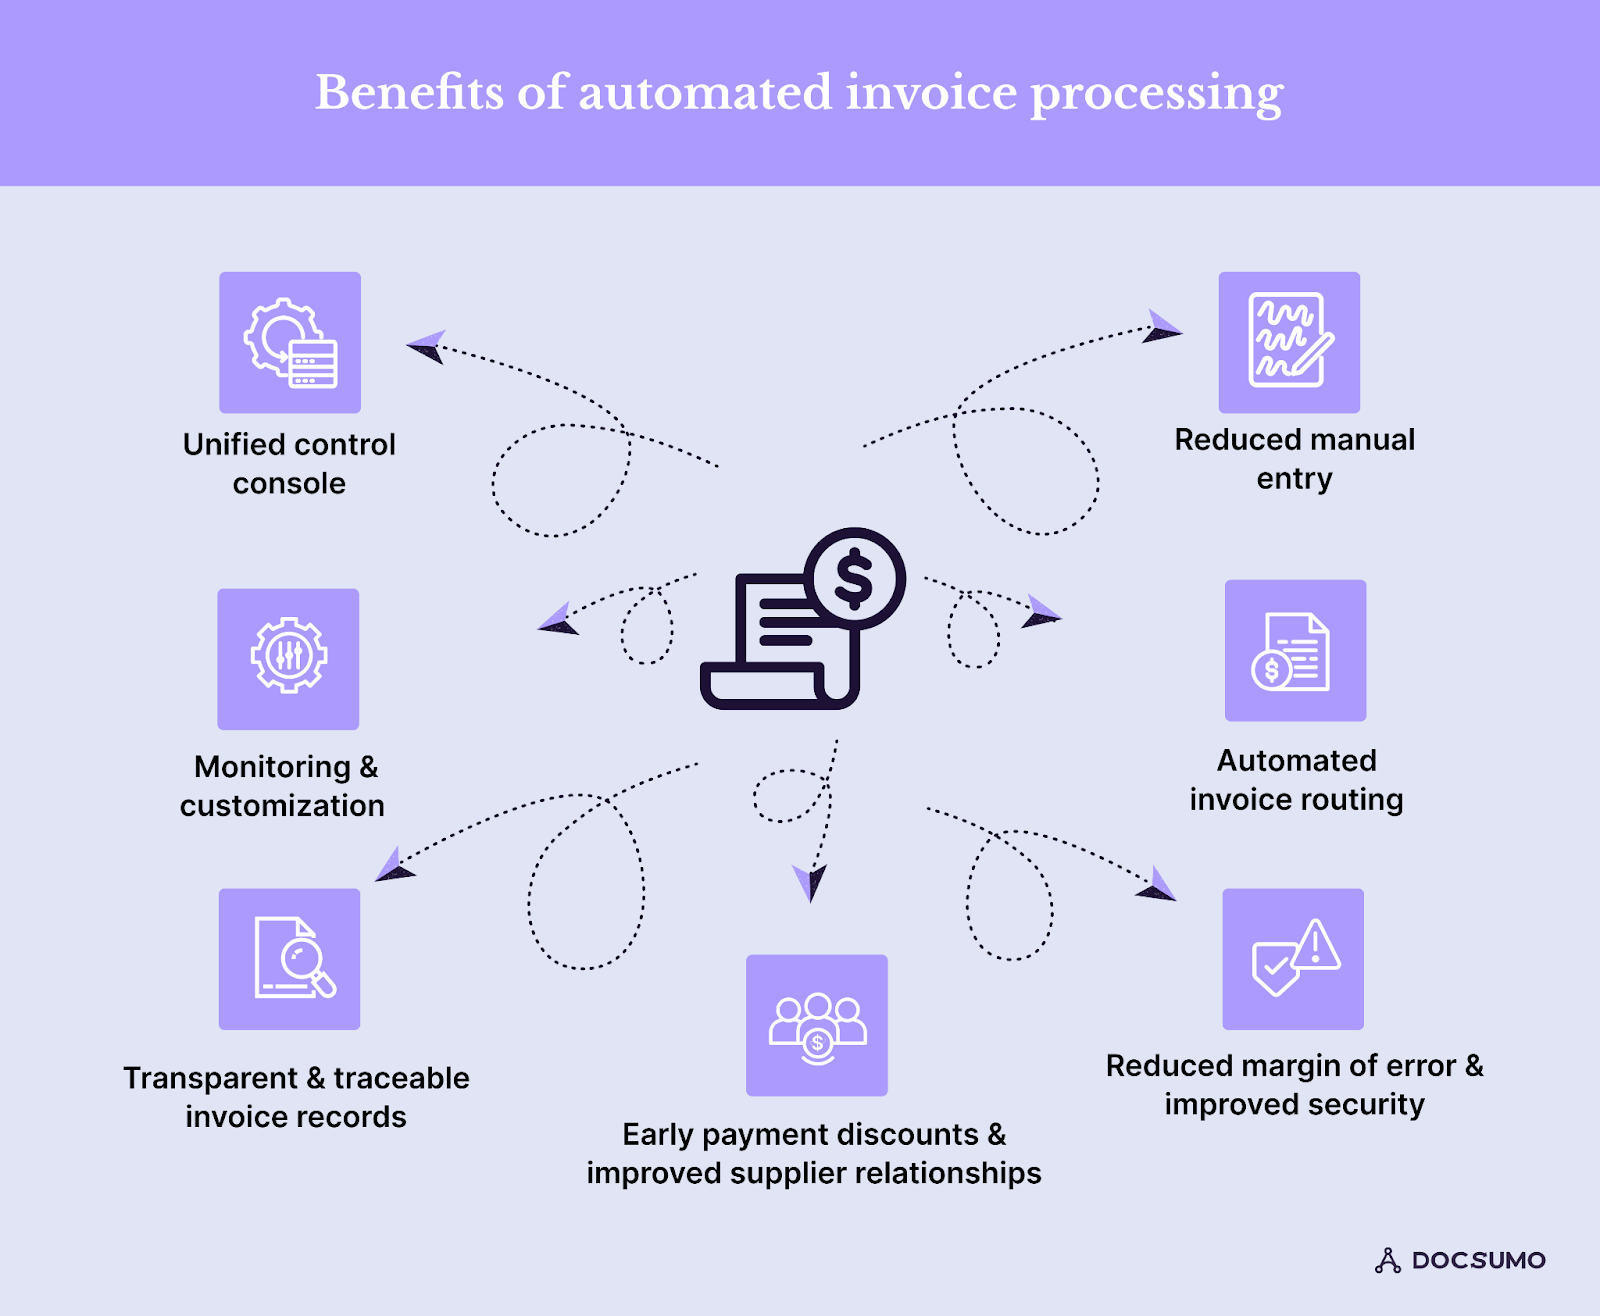 Benefits of automated invoice processing
Unified control
console
Reduced manual
entry
$
Monitoring &
customization
$
Automated
invoice routing
Transparent & traceable
invoice records
$
Early payment discounts &
improved supplier relationships
Reduced margin of error &
improved security
DOCSUMO